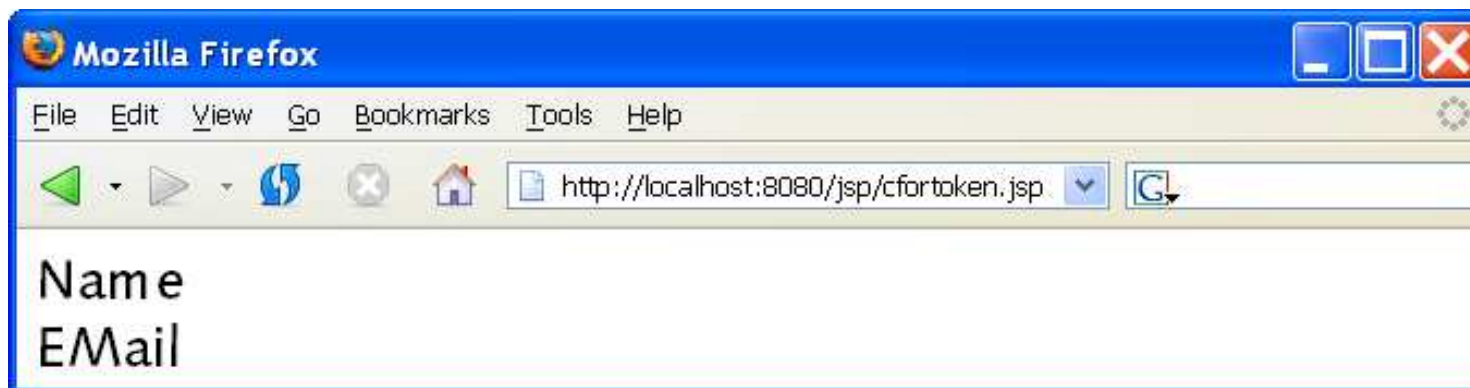 Mozilla Firefox
File Edit View Go Bookmarks Tools Help
http://localhost:8080/jsp/cfortoken.jsp G
Name
EMail